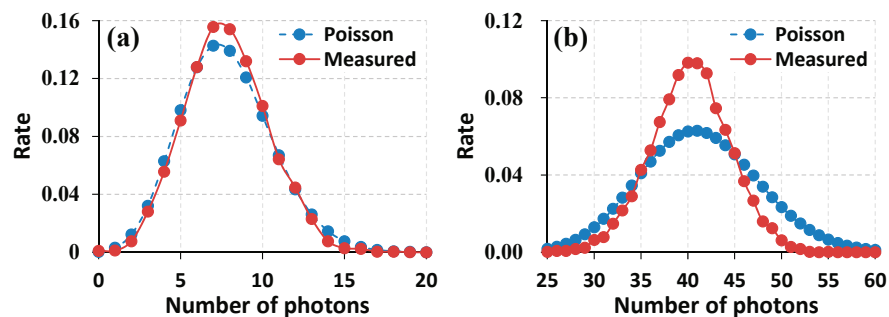 (a)
Poisson
Measured
Rate
0.16
0.12
0.08
0.04
0
0 5 10 15 20
Number of photons
(b)
Poisson
Measured
Rate
0.12
0.08
0.04
0.00
25 30 35 40 45 50 55 60
Number of photons